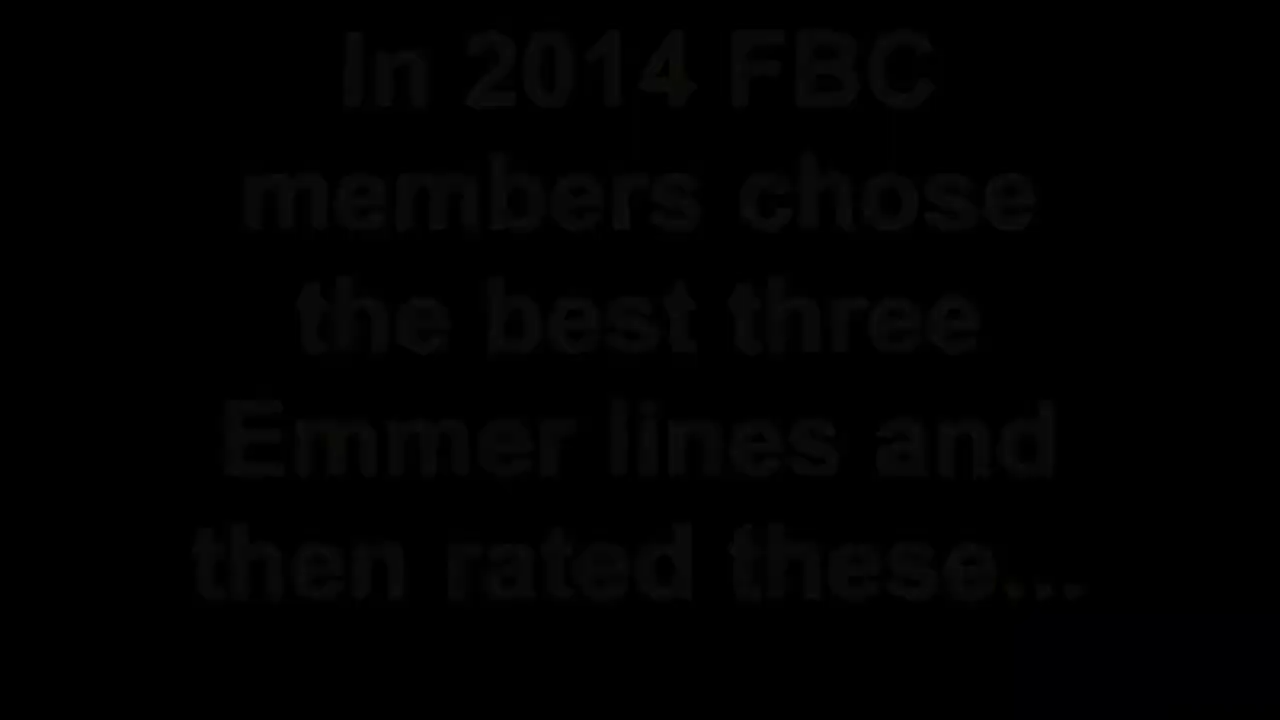 In 2014 FBC
members chose
the best three
Emmer lines and
then rated these...